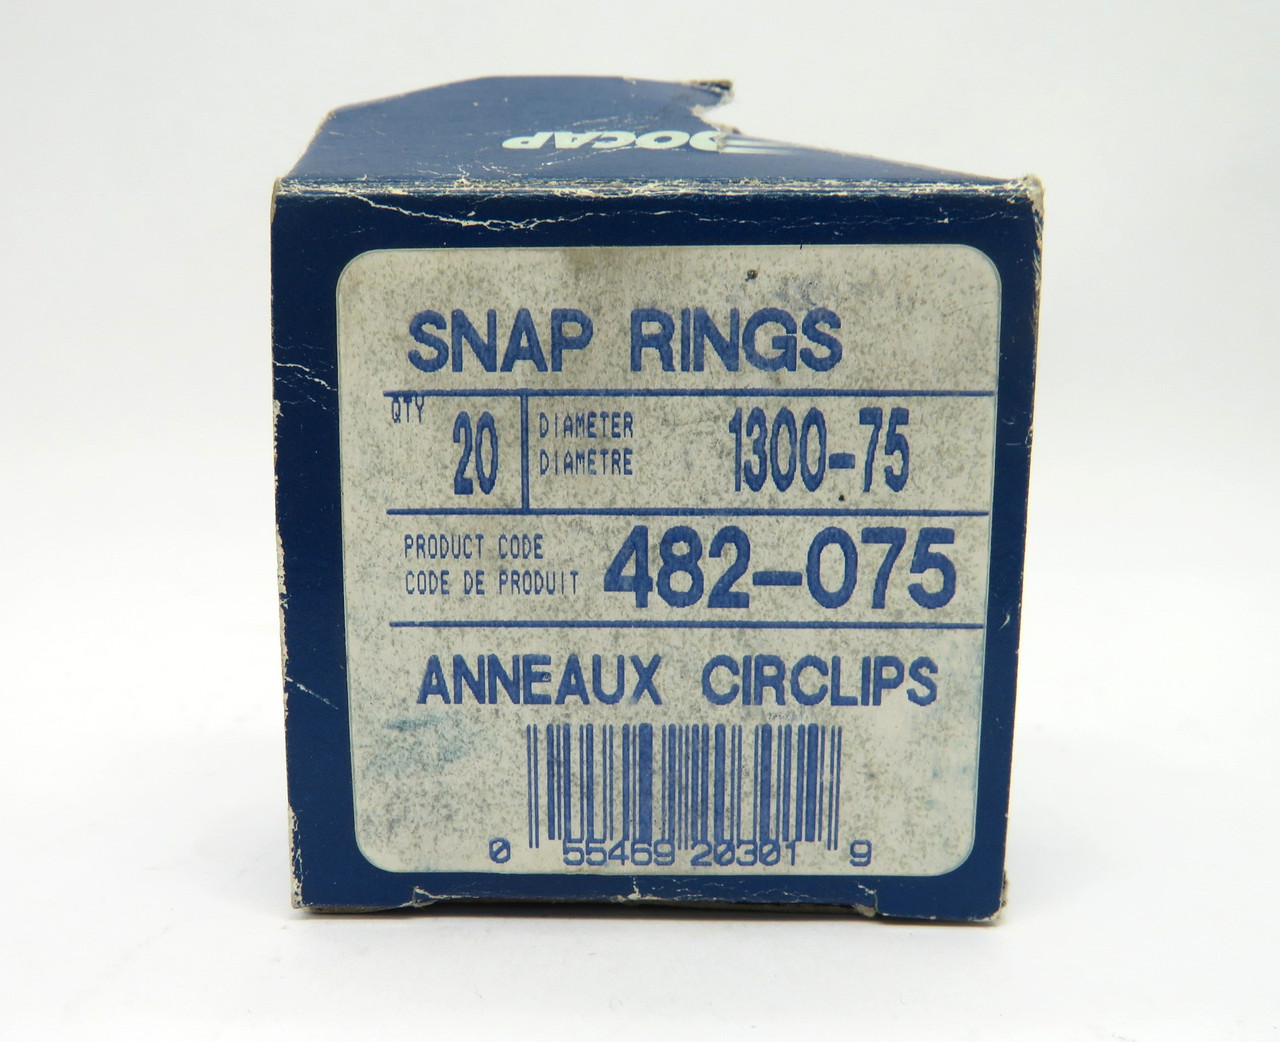 DOCAP
SNAP RINGS
QTY 20 DIAMETER 1300-75
DIAMETRE
PRODUCT CODE 482-075
CODE DE PRODUIT
ANNEAUX CIRCLIPS
0 55469 20301 9